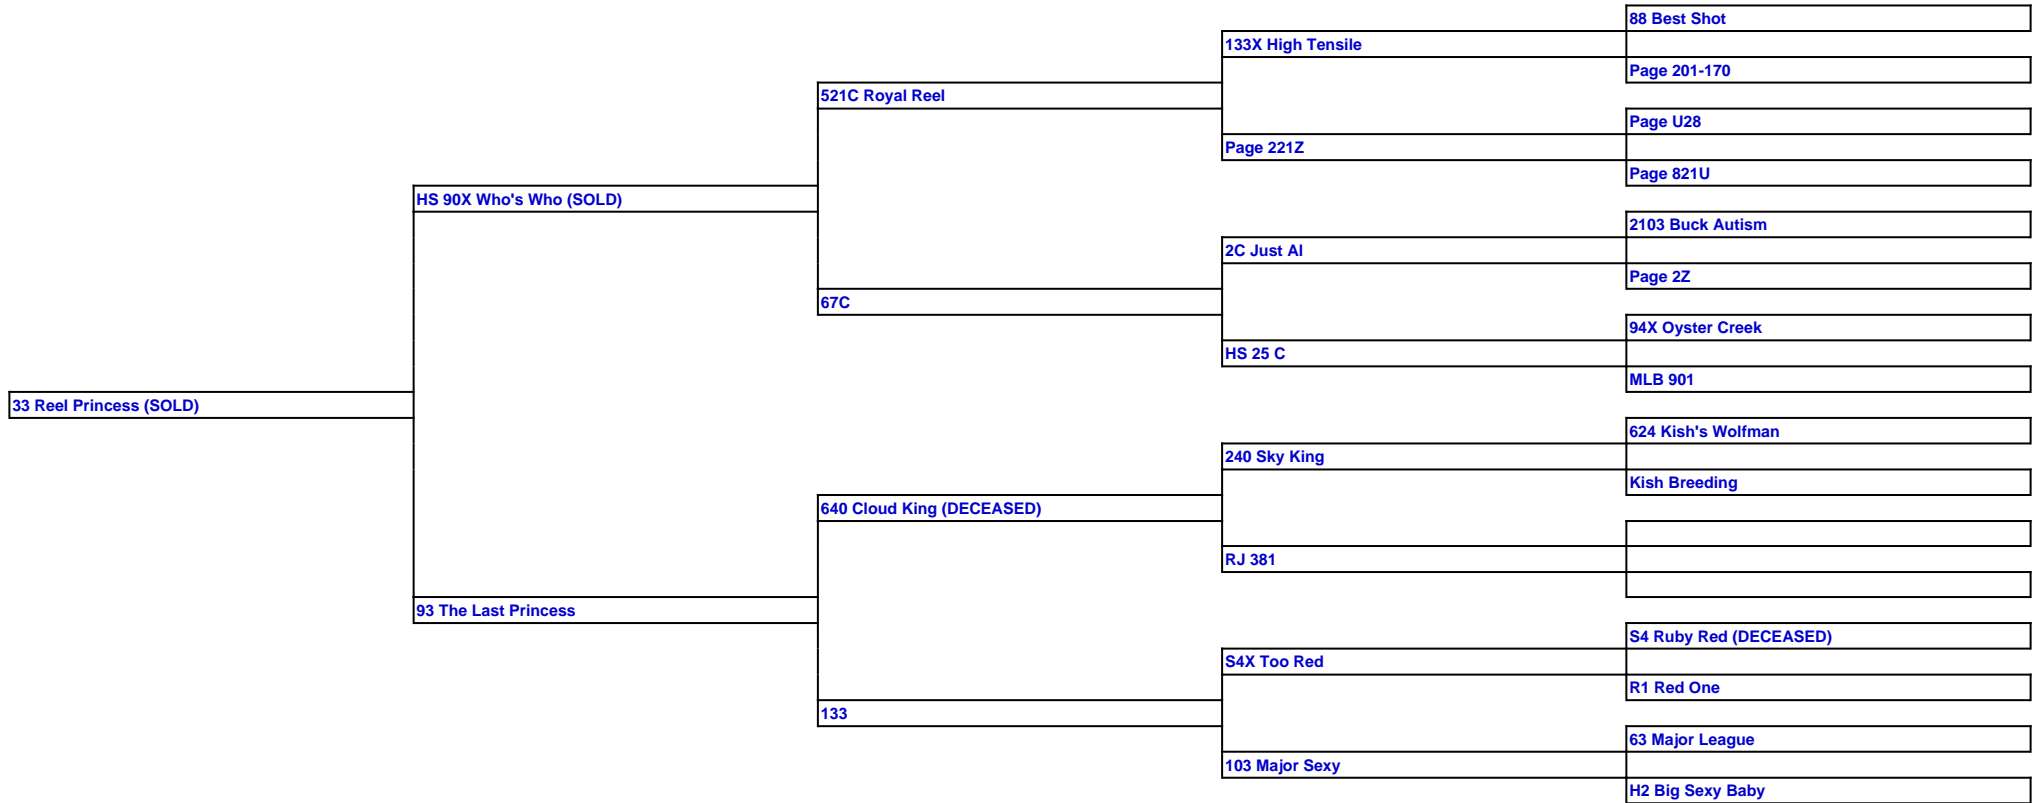 88 Best Shot
133X High Tensile
Page 201-170
521C Royal Reel
Page U28
Page 221Z
Page 821U
HS 90X Who's Who (SOLD)
2103 Buck Autism
2C Just AI
Page 2Z
67C
94X Oyster Creek
HS 25 C
MLB 901
33 Reel Princess (SOLD)
624 Kish's Wolfman
240 Sky King
Kish Breeding
640 Cloud King (DECEASED)
RJ 381
93 The Last Princess
S4 Ruby Red (DECEASED)
S4X Too Red
R1 Red One
133
63 Major League
103 Major Sexy
H2 Big Sexy Baby